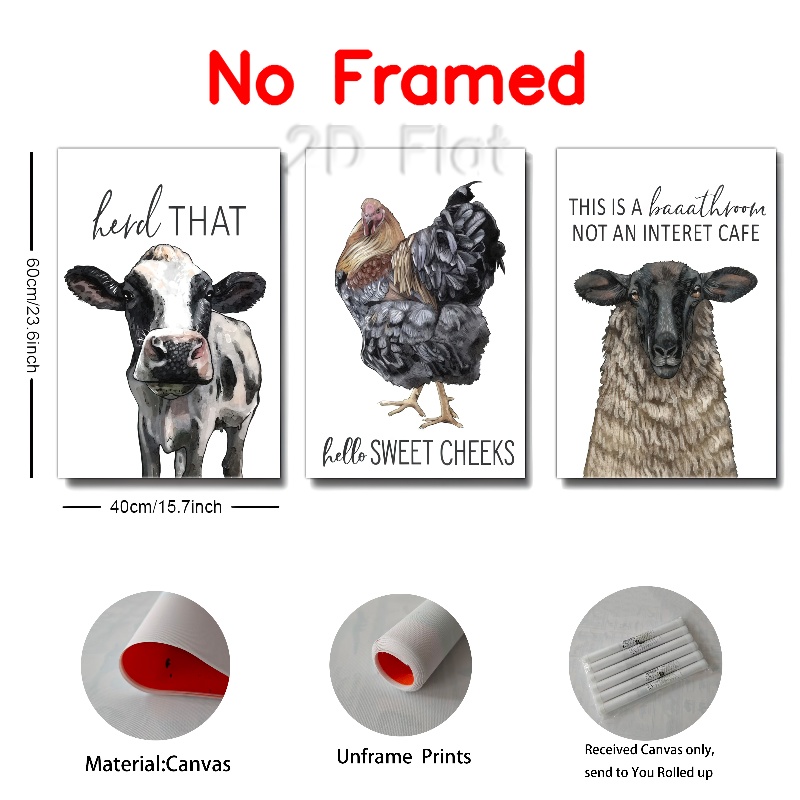 No Framed
2D Flat
herd THAT
hello SWEET CHEEKS
THIS IS A baaathroom
NOT AN INTERET CAFE
60cm/23.6inch
40cm/15.7inch
Material:Canvas
Unframe Prints
Received Canvas only,
send to You Rolled up